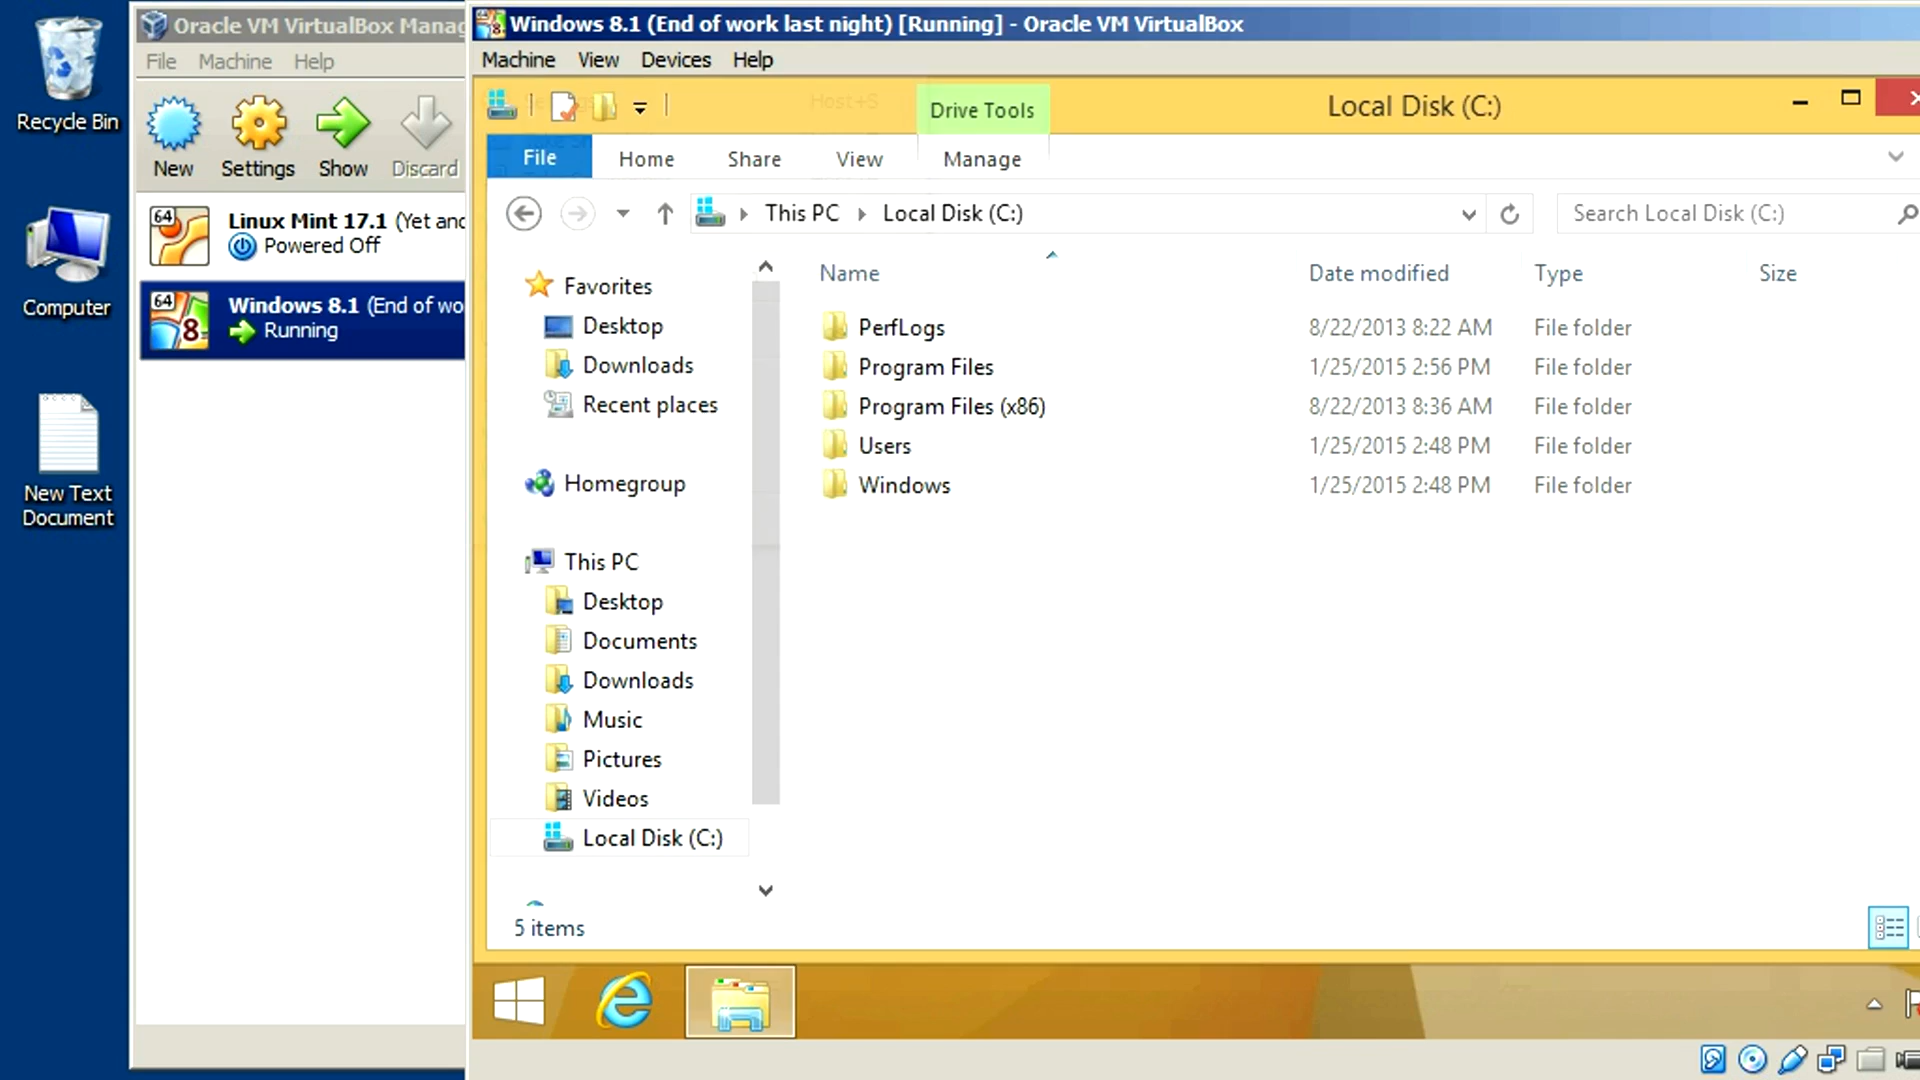 Recycle Bin
Computer
New Text
Document
Oracle VM VirtualBox Manag
File Machine Help
New Settings Show Discard
64
Linux Mint 17.1 (Yet and
Powered Off
64
8
Windows 8.1 (End of wo
Running
Windows 8.1 (End of work last night) [Running] - Oracle VM VirtualBox
Machine View Devices Help
Host+S
Drive Tools
Local Disk (C:)
File Home Share View Manage
This PC Local Disk (C:)
Search Local Disk (C:)
Favorites
Desktop
Downloads
Recent places
Homegroup
This PC
Desktop
Documents
Downloads
Music
Pictures
Videos
Local Disk (C:)
Name Date modified Type Size
PerfLogs 8/22/2013 8:22 AM File folder
Program Files 1/25/2015 2:56 PM File folder
Program Files (x86) 8/22/2013 8:36 AM File folder
Users 1/25/2015 2:48 PM File folder
Windows 1/25/2015 2:48 PM File folder
5 items